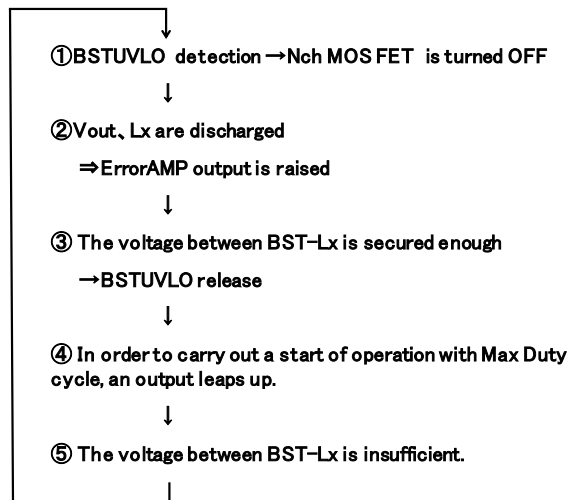 ①BSTUVLO detection →Nch MOS FET is turned OFF
↓
②Vout、Lx are discharged
⇒ErrorAMP output is raised
↓
③ The voltage between BST-Lx is secured enough
→BSTUVLO release
↓
④ In order to carry out a start of operation with Max Duty
cycle, an output leaps up.
↓
⑤ The voltage between BST-Lx is insufficient.